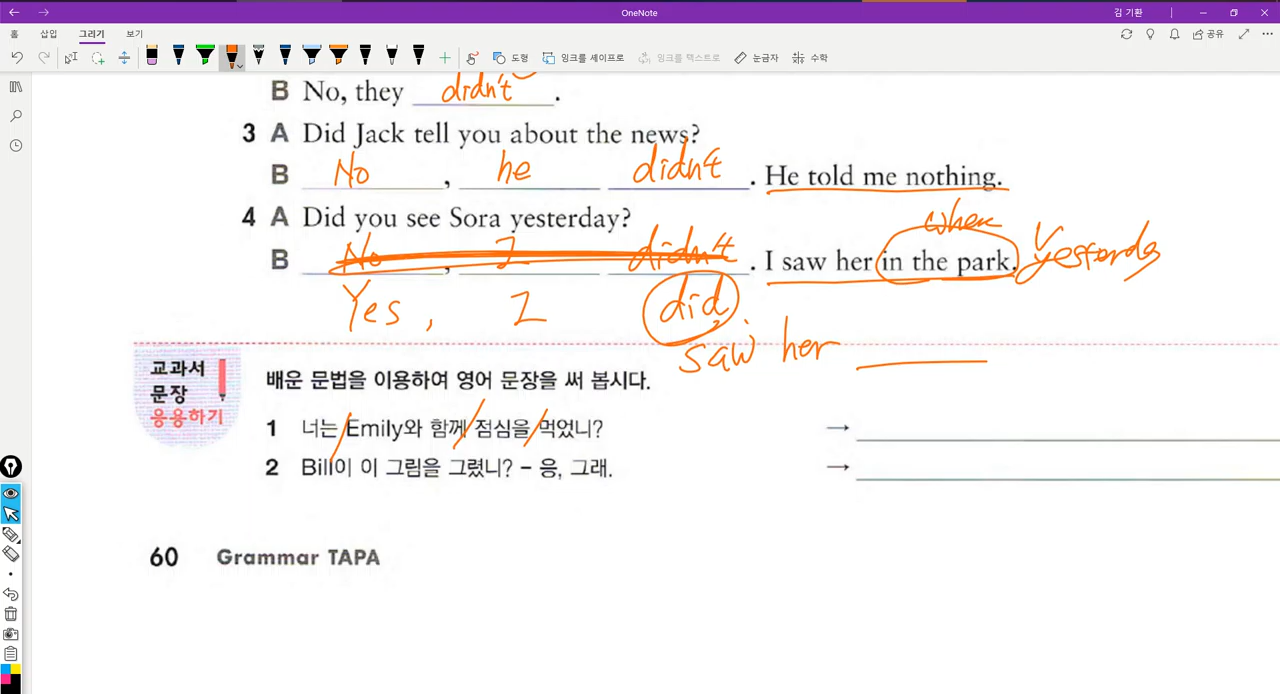 OneNote
김 기환
홈 삽입 그리기 보기
공유
도형 잉크를 셰이프로 잉크를 텍스트로 눈금자 수학
B No, they didn't .
3 A Did Jack tell you about the news?
B No , he didn't . He told me nothing.
when
4 A Did you see Sora yesterday?
B No , I didn't . I saw her in the park. yesterday
Yes , I did
saw her
교과서
문장
응용하기
배운 문법을 이용하여 영어 문장을 써 봅시다.
1 너는 Emily와 함께 점심을 먹었니? →
2 Bill이 이 그림을 그렸니? – 응, 그래. →
60 Grammar TAPA